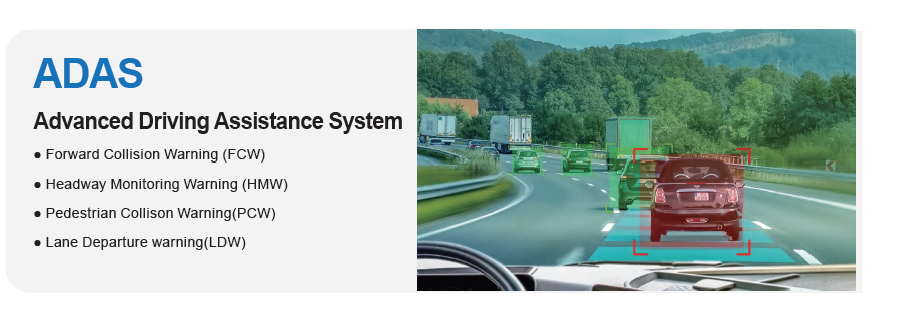 ADAS
Advanced Driving Assistance System
● Forward Collision Warning (FCW)
● Headway Monitoring Warning (HMW)
● Pedestrian Collison Warning(PCW)
● Lane Departure warning(LDW)